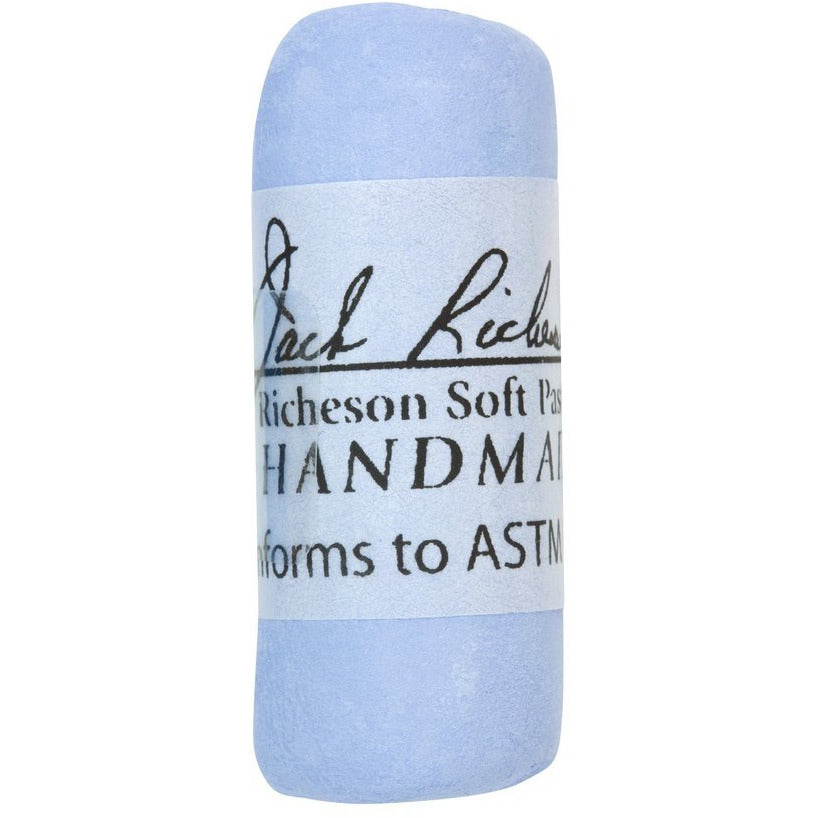 Jack Riches
Richeson Soft Pas
HANDMA
nforms to ASTM